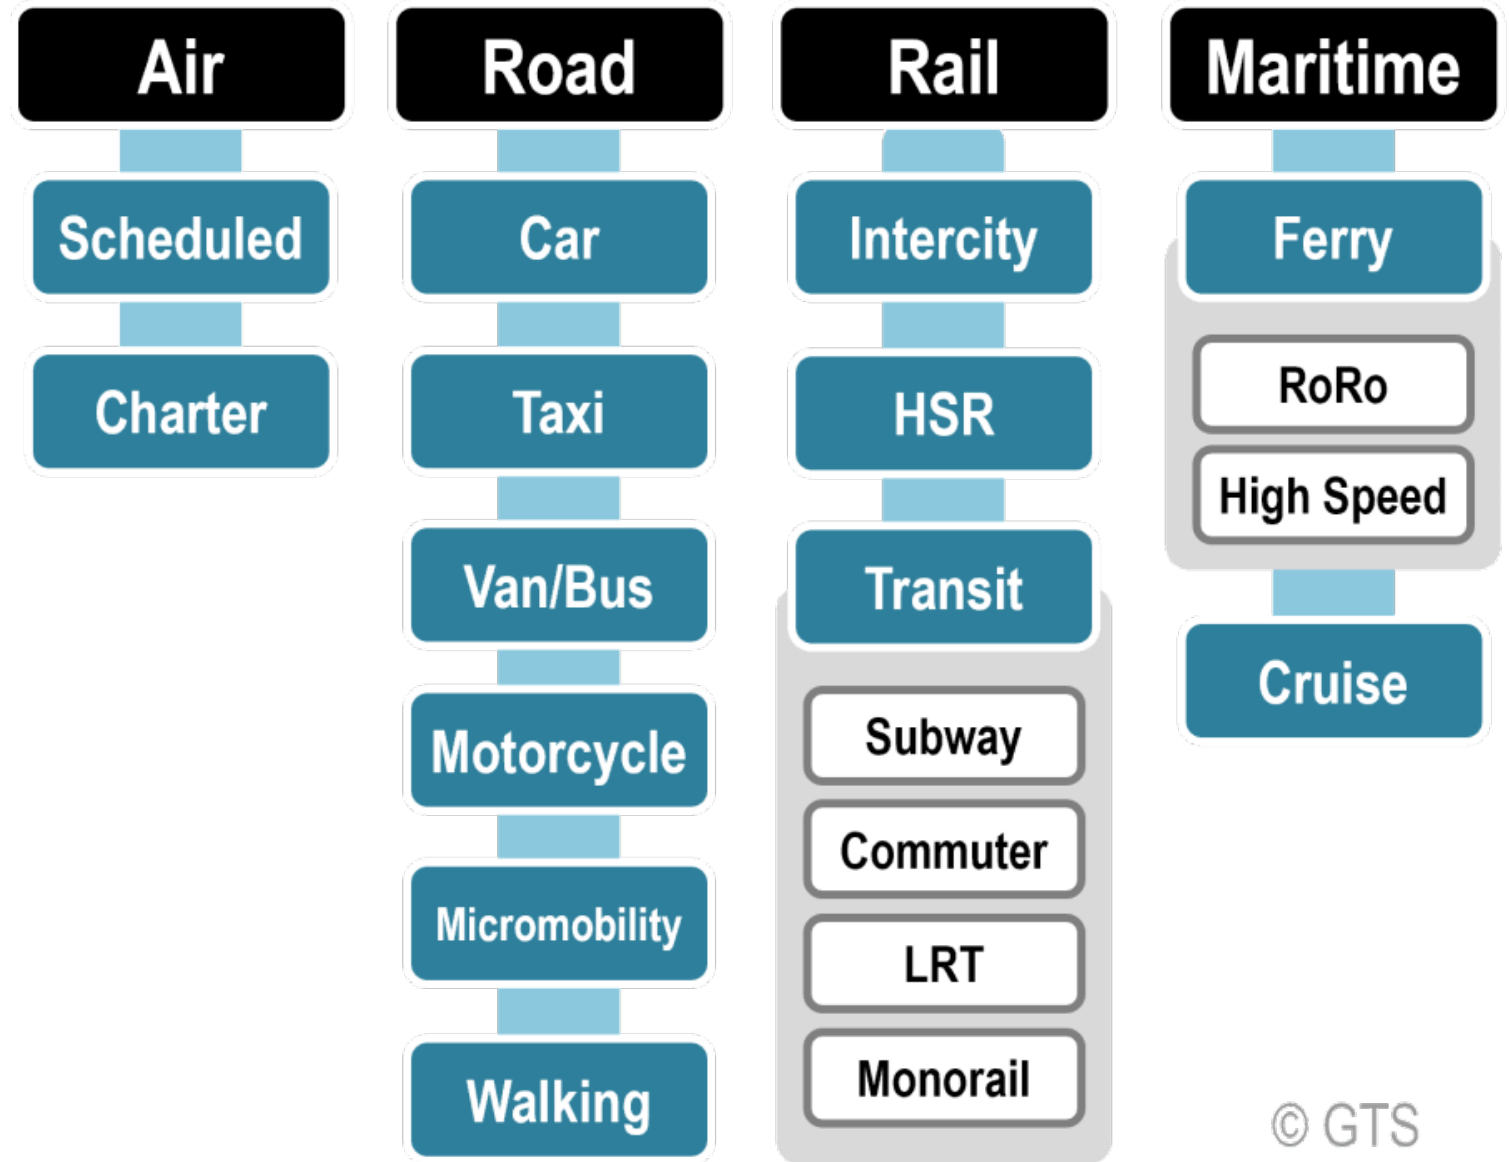 Air
Scheduled
Charter
Road
Car
Taxi
Van/Bus
Motorcycle
Micromobility
Walking
Rail
Intercity
HSR
Transit
Subway
Commuter
LRT
Monorail
Maritime
Ferry
RoRo
High Speed
Cruise
© GTS